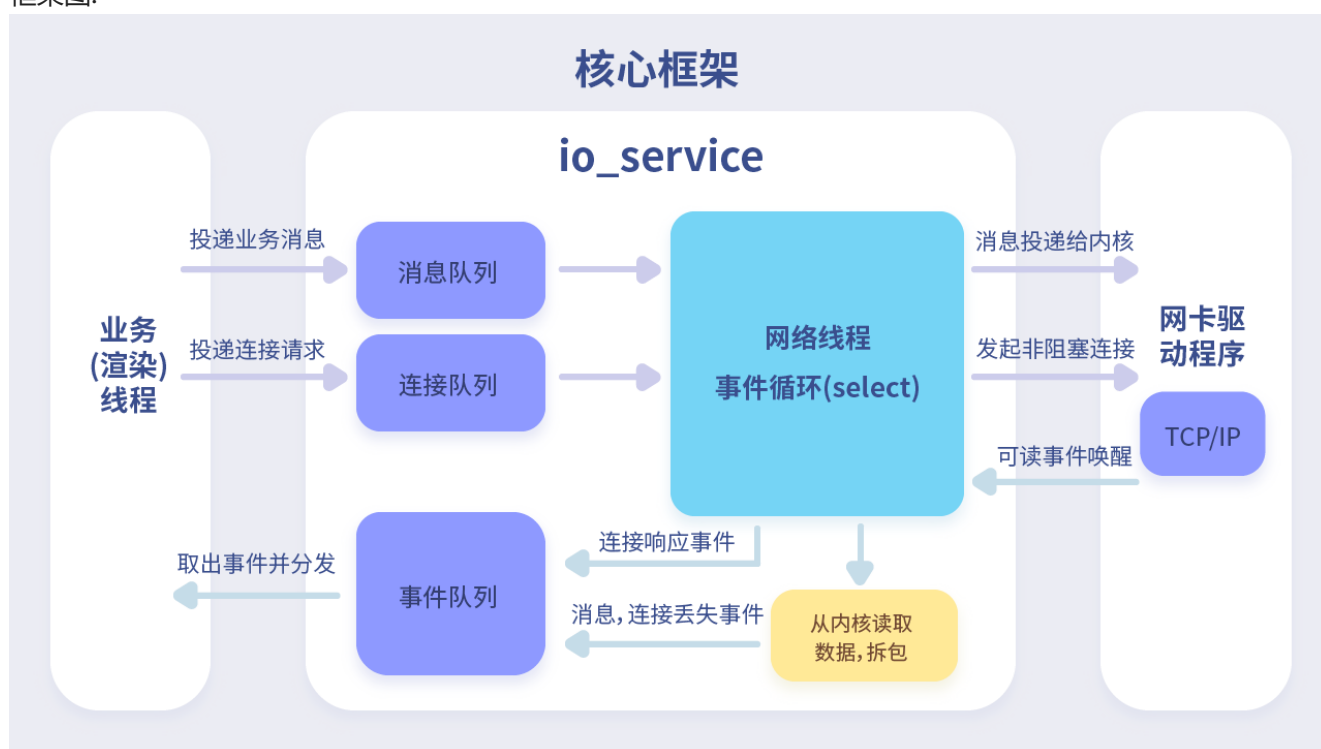 框架图:
核心框架
io_service
投递业务消息
消息队列
消息投递给内核
业务
(渲染)
线程
投递连接请求
连接队列
网络线程
事件循环(select)
发起非阻塞连接
网卡驱
动程序
TCP/IP
可读事件唤醒
取出事件并分发
事件队列
连接响应事件
消息,连接丢失事件
从内核读取
数据,拆包